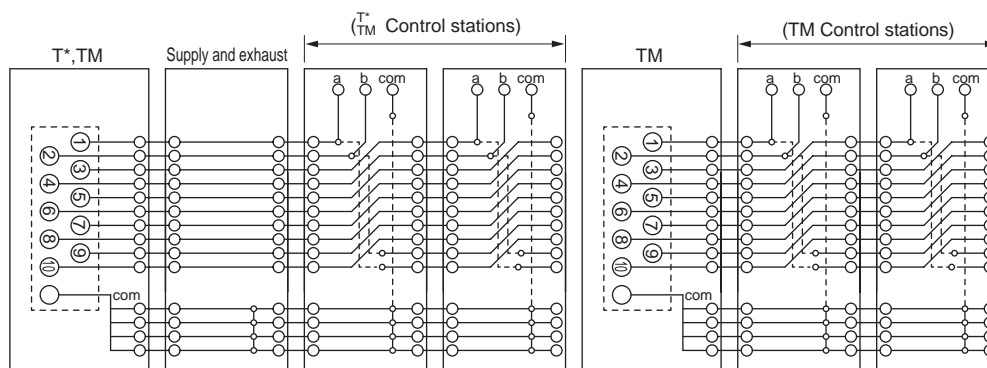 (T*
TM Control stations)
(TM Control stations)
T*,TM
Supply and exhaust
TM
a b com
a b com
a b com
a b com
1
2
3
4
5
6
7
8
9
10
com
1
2
3
4
5
6
7
8
9
10
com